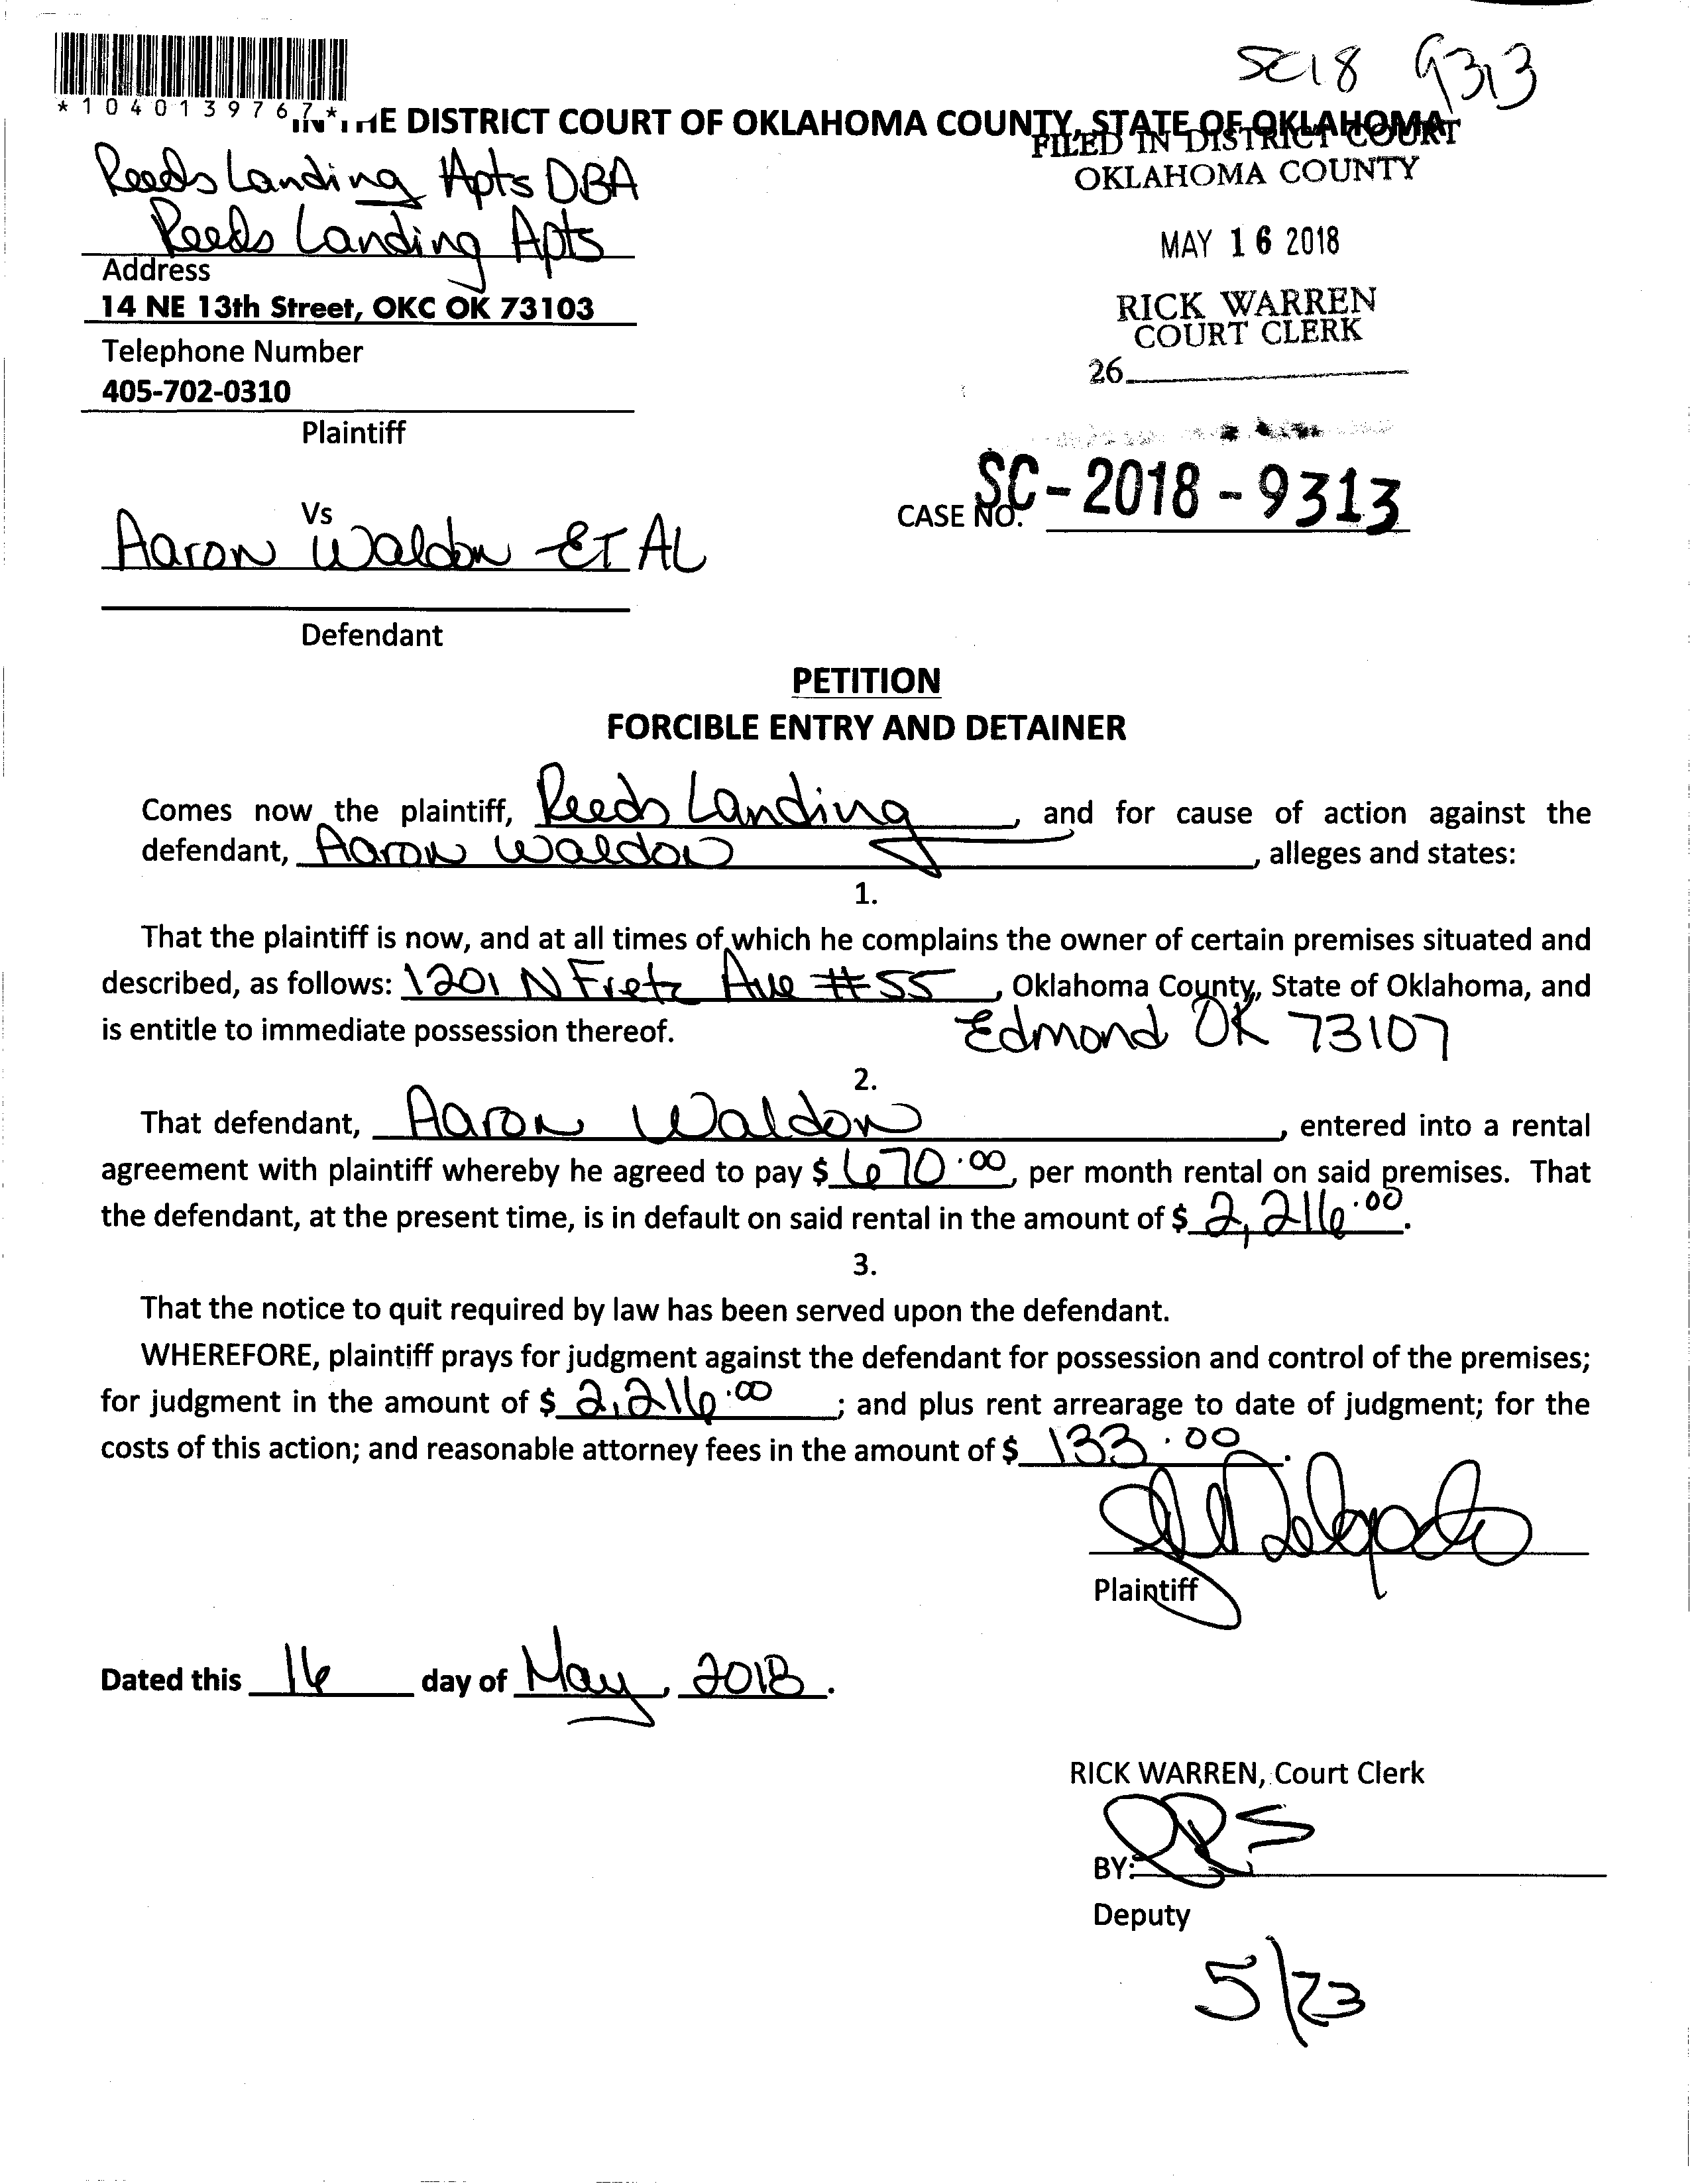 SC18 9313
*1040139767*
IN THE DISTRICT COURT OF OKLAHOMA COUNTY, STATE OF OKLAHOMA
FILED IN DISTRICT COURT
OKLAHOMA COUNTY
Reeds Landing Apts DBA
Reeds Landing Apts
MAY 16 2018
Address
14 NE 13th Street, OKC OK 73103
RICK WARREN
COURT CLERK
Telephone Number
26
405-702-0310
Plaintiff
CASE NO. SC-2018-9313
Vs
Aaron Waldon ET AL
Defendant
PETITION
FORCIBLE ENTRY AND DETAINER
Comes now the plaintiff, Reeds Landing, and for cause of action against the
defendant, Aaron Waldon, alleges and states:
1.
That the plaintiff is now, and at all times of which he complains the owner of certain premises situated and
described, as follows: 1201 N Fretz Ave #55, Oklahoma County, State of Oklahoma, and
is entitle to immediate possession thereof. Edmond OK 73107
2.
That defendant, Aaron Waldon, entered into a rental
agreement with plaintiff whereby he agreed to pay $ 670.00, per month rental on said premises. That
the defendant, at the present time, is in default on said rental in the amount of $ 2,216.00.
3.
That the notice to quit required by law has been served upon the defendant.
WHEREFORE, plaintiff prays for judgment against the defendant for possession and control of the premises;
for judgment in the amount of $ 2,216.00; and plus rent arrearage to date of judgment; for the
costs of this action; and reasonable attorney fees in the amount of $ 133.00.
Delgado
Plaintiff
Dated this 16 day of May, 2018.
RICK WARREN, Court Clerk
BY:
Deputy
5/23